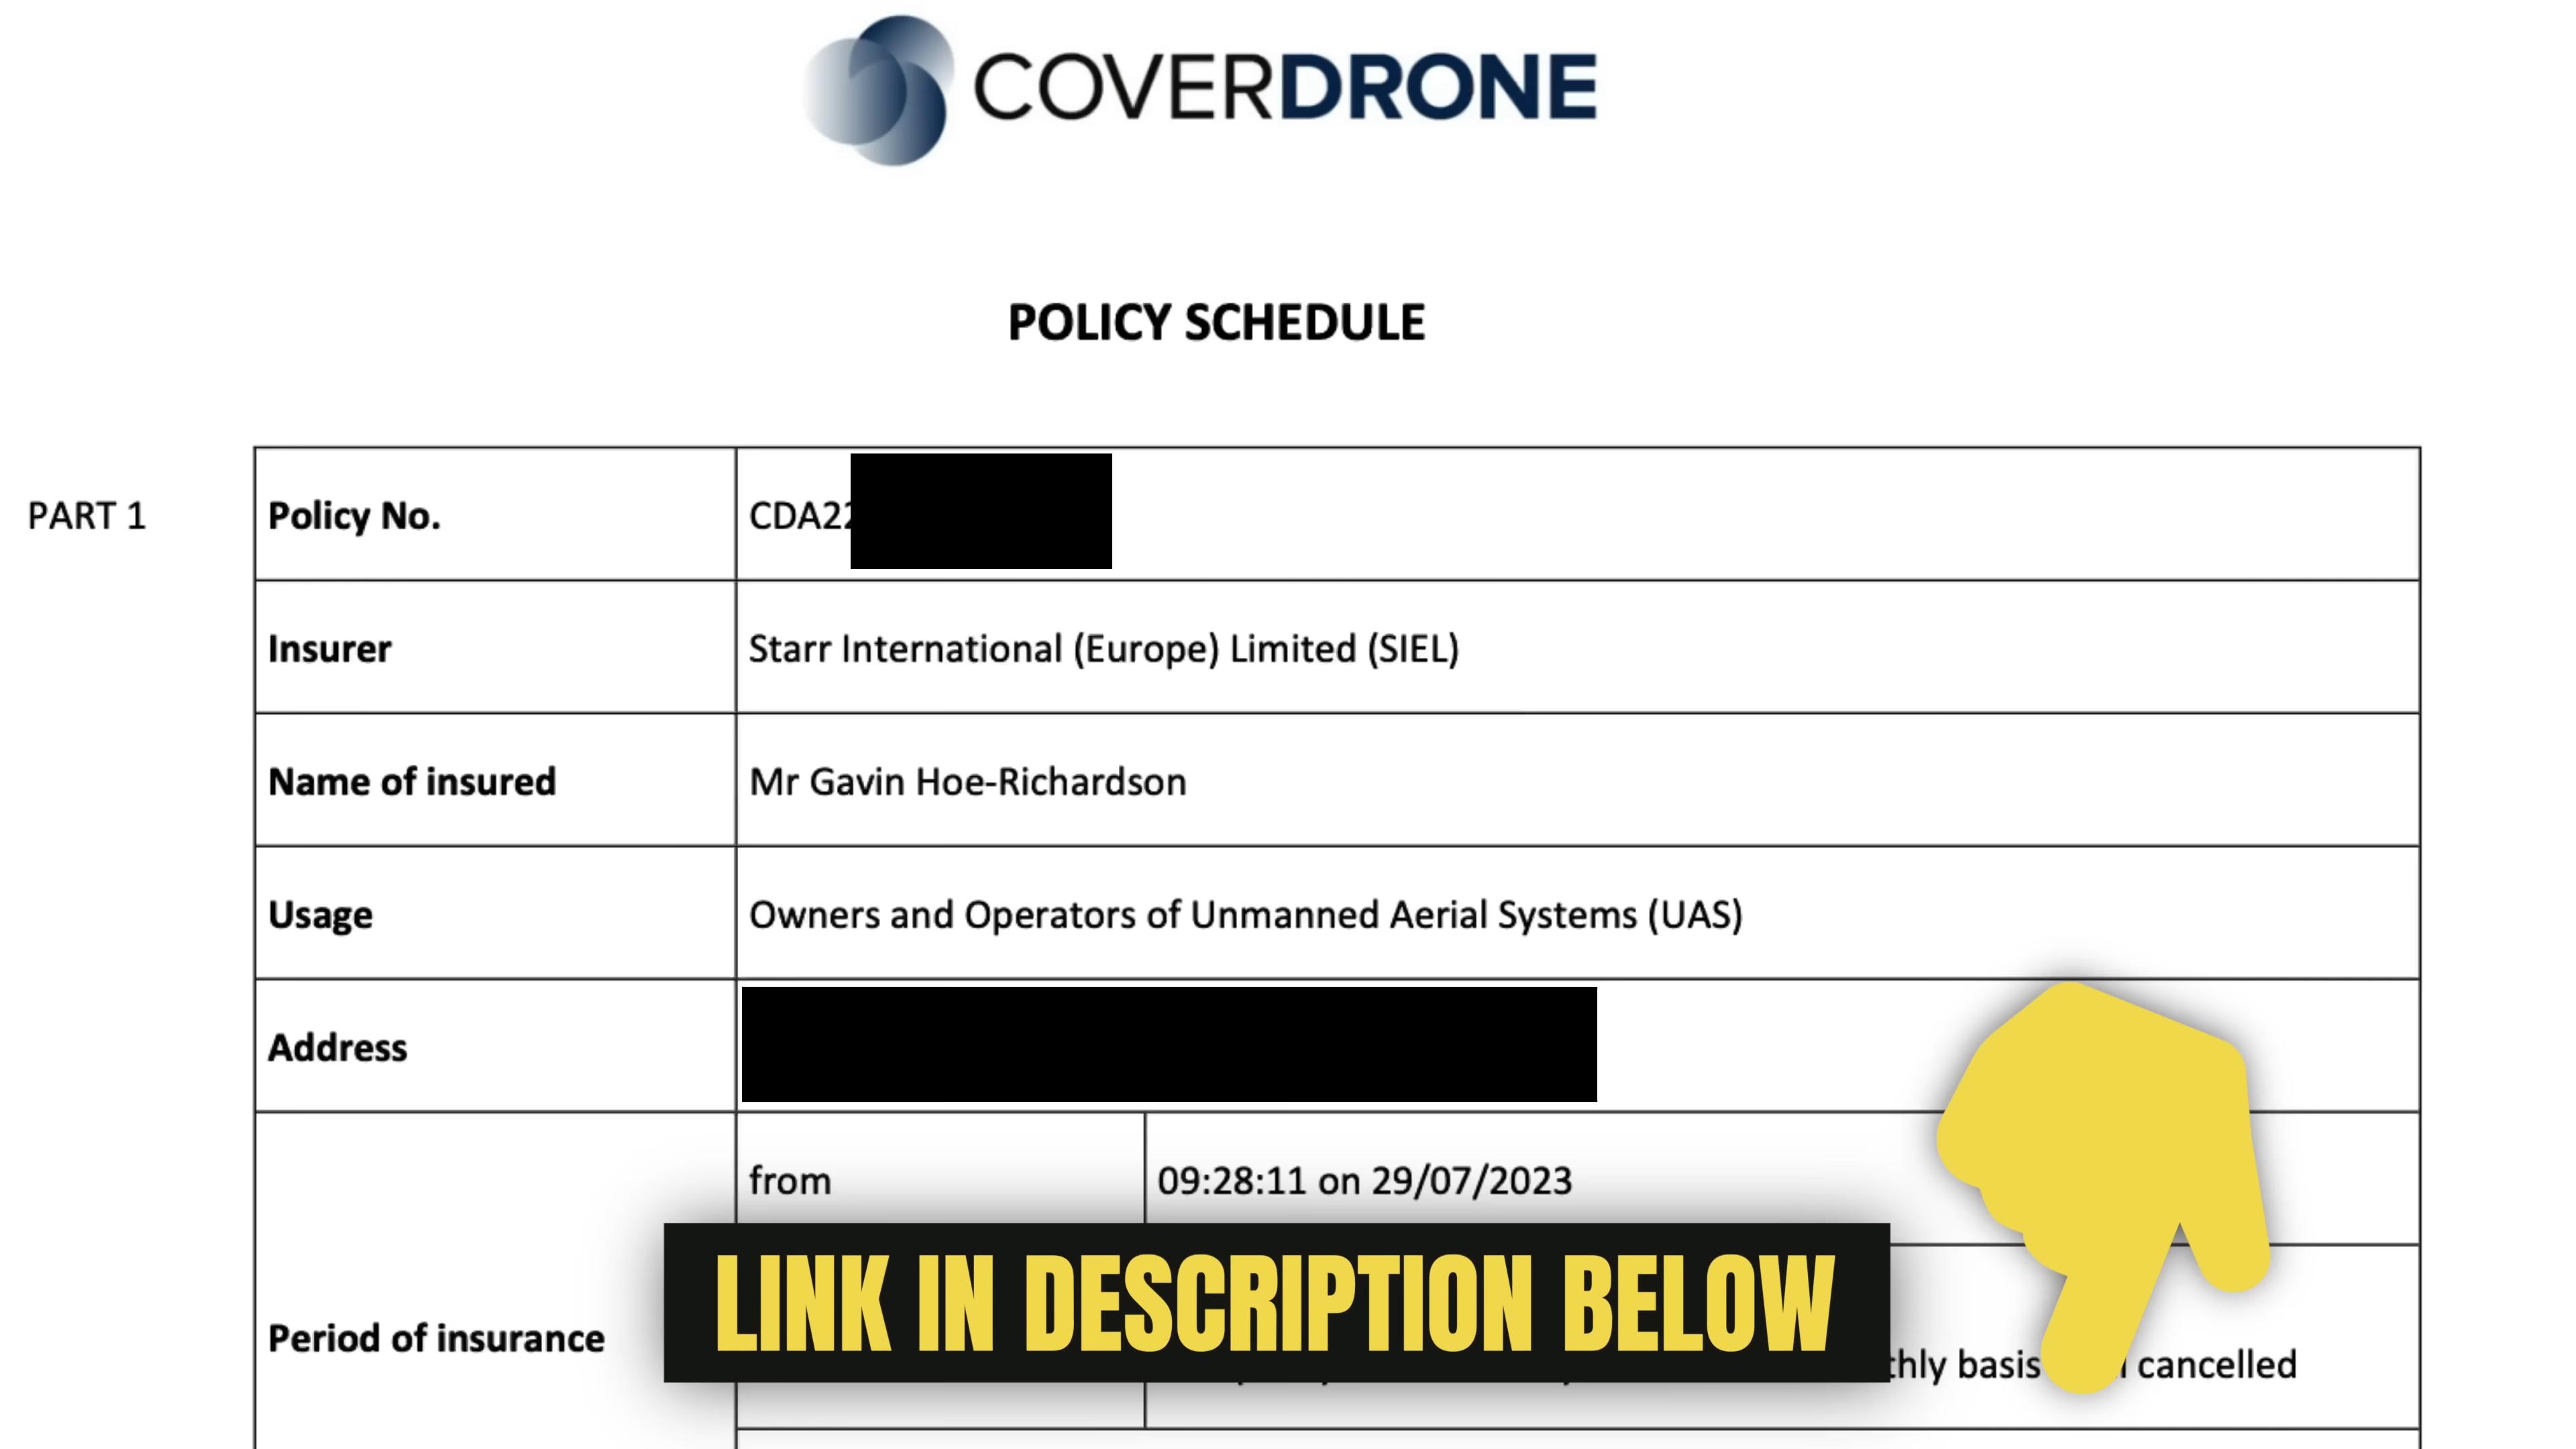 COVERDRONE
POLICY SCHEDULE
PART 1
Policy No.
CDA22
Insurer
Starr International (Europe) Limited (SIEL)
Name of insured
Mr Gavin Hoe-Richardson
Usage
Owners and Operators of Unmanned Aerial Systems (UAS)
Address
Period of insurance
from
09:28:11 on 29/07/2023
basis cancelled
LINK IN DESCRIPTION BELOW